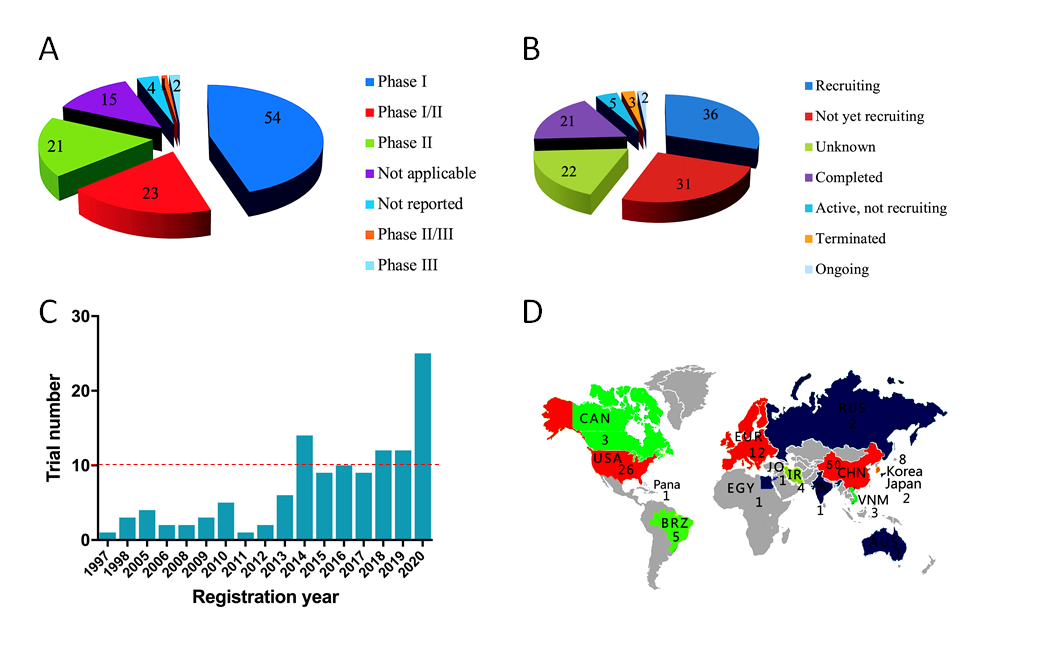 A
54
23
21
15
4
2
Phase I
Phase I/II
Phase II
Not applicable
Not reported
Phase II/III
Phase III
B
36
31
22
21
5
3
2
Recruiting
Not yet recruiting
Unknown
Completed
Active, not recruiting
Terminated
Ongoing
C
Trial number
30
20
10
0
1997
1998
2005
2006
2008
2009
2010
2011
2012
2013
2014
2015
2016
2017
2018
2019
2020
Registration year
D
CAN
3
USA
26
Pana
1
BRZ
5
EUR
12
RUS
2
JO
1
IR
4
EGY
1
1
50
CHN
8
Korea
Japan
2
VNM
3